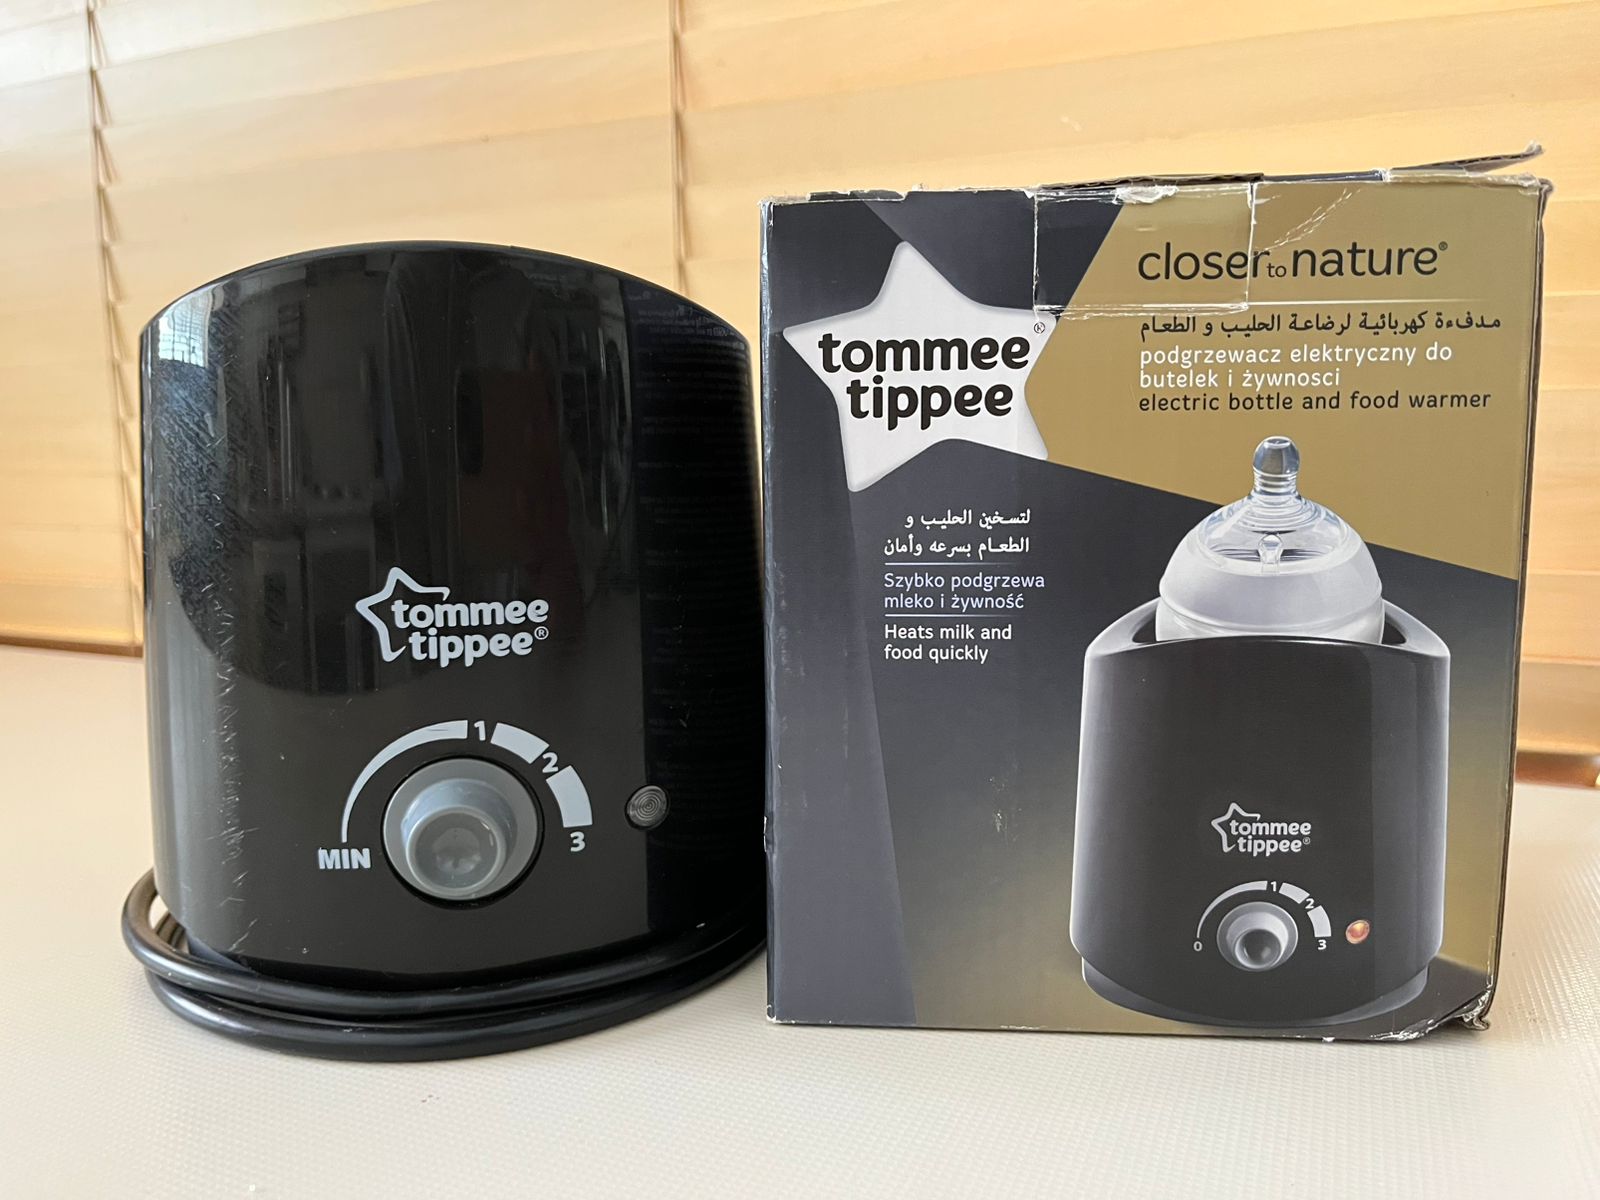 tommee
tippee®
1
2
3
MIN
tommee®
tippee
closer to nature®
مدفءة كهربائية لرضاعة الحليب و الطعام
podgrzewacz elektryczny do
butelek i żywnosci
electric bottle and food warmer
لتسخين الحليب و
الطعام بسرعه وأمان
Szybko podgrzewa
mleko i żywność
Heats milk and
food quickly
tommee
tippee®
1
2
3
0